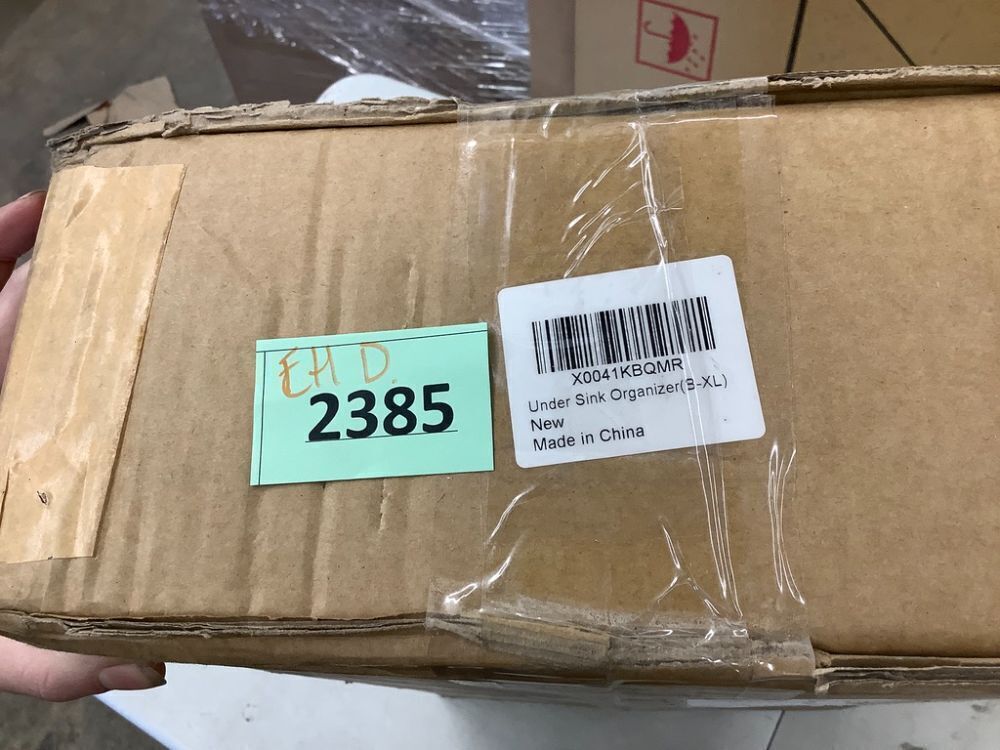 EH D.
2385
X0041KBQMR
Under Sink Organizer(B-XL)
New
Made in China